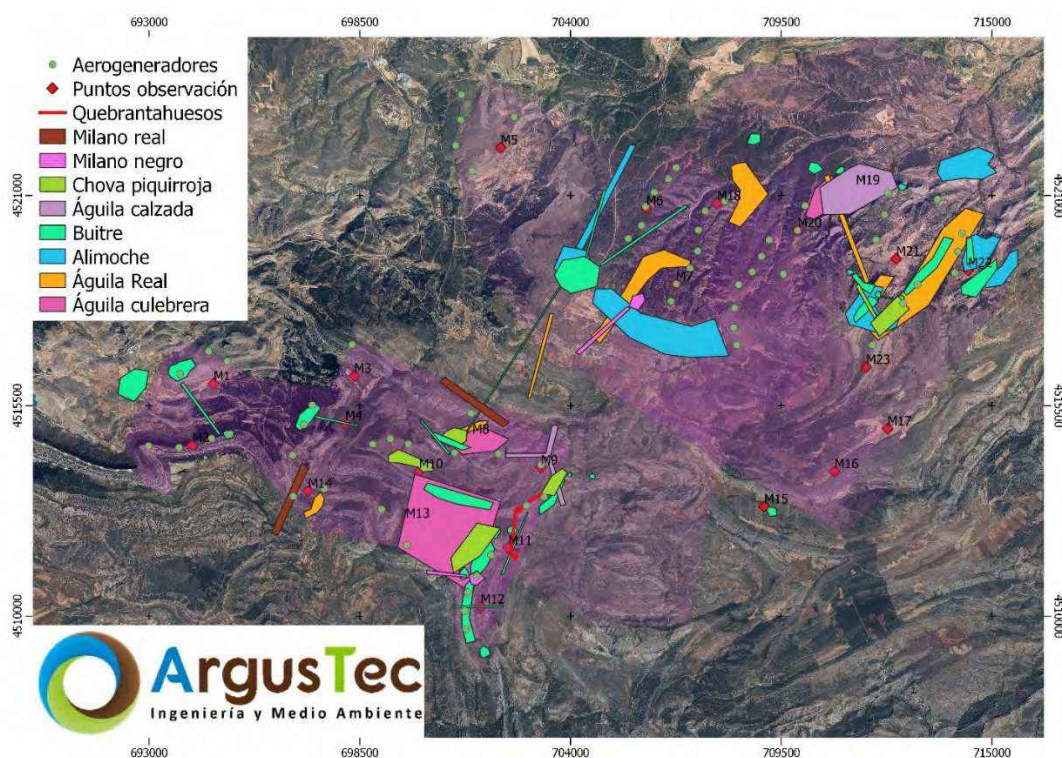 693000 698500 704000 709500 715000
Aerogeneradores
Puntos observación
Quebrantahuesos
Milano real
Milano negro
Chova piquirroja
Águila calzada
Buitre
Alimoche
Águila Real
Águila culebrera
4521000
4521000
4515500
4515500
4510000
4510000
M5
M6
M18
M19
M20
M21
M22
M7
M23
M1
M3
M4
M2
M8
M17
M9
M10
M16
M14
M13
M15
M11
M12
ArgusTec
Ingeniería y Medio Ambiente
693000 698500 704000 709500 715000